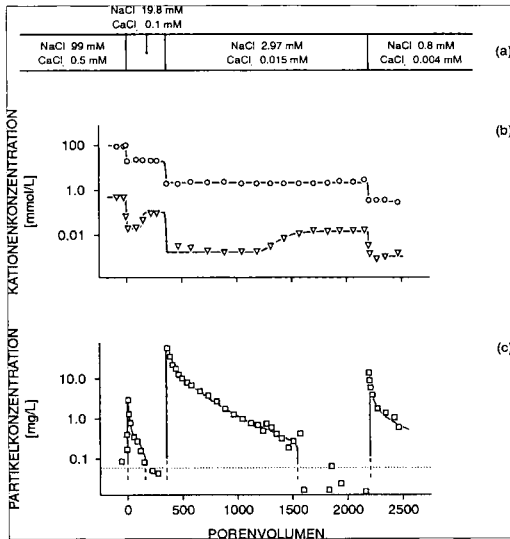 NaCl 19.8 mM
CaCl 0.1 mM
NaCl 99 mM
CaCl 0.5 mM
NaCl 2.97 mM
CaCl 0.015 mM
NaCl 0.8 mM
CaCl 0.004 mM
(a)
KATIONENKONZENTRATION
[mmol/L]
100
1.0
0.01
(b)
PARTIKELKONZENTRATION
[mg/L]
10.0
1.0
0.1
(c)
0 500 1000 1500 2000 2500
PORENVOLUMEN